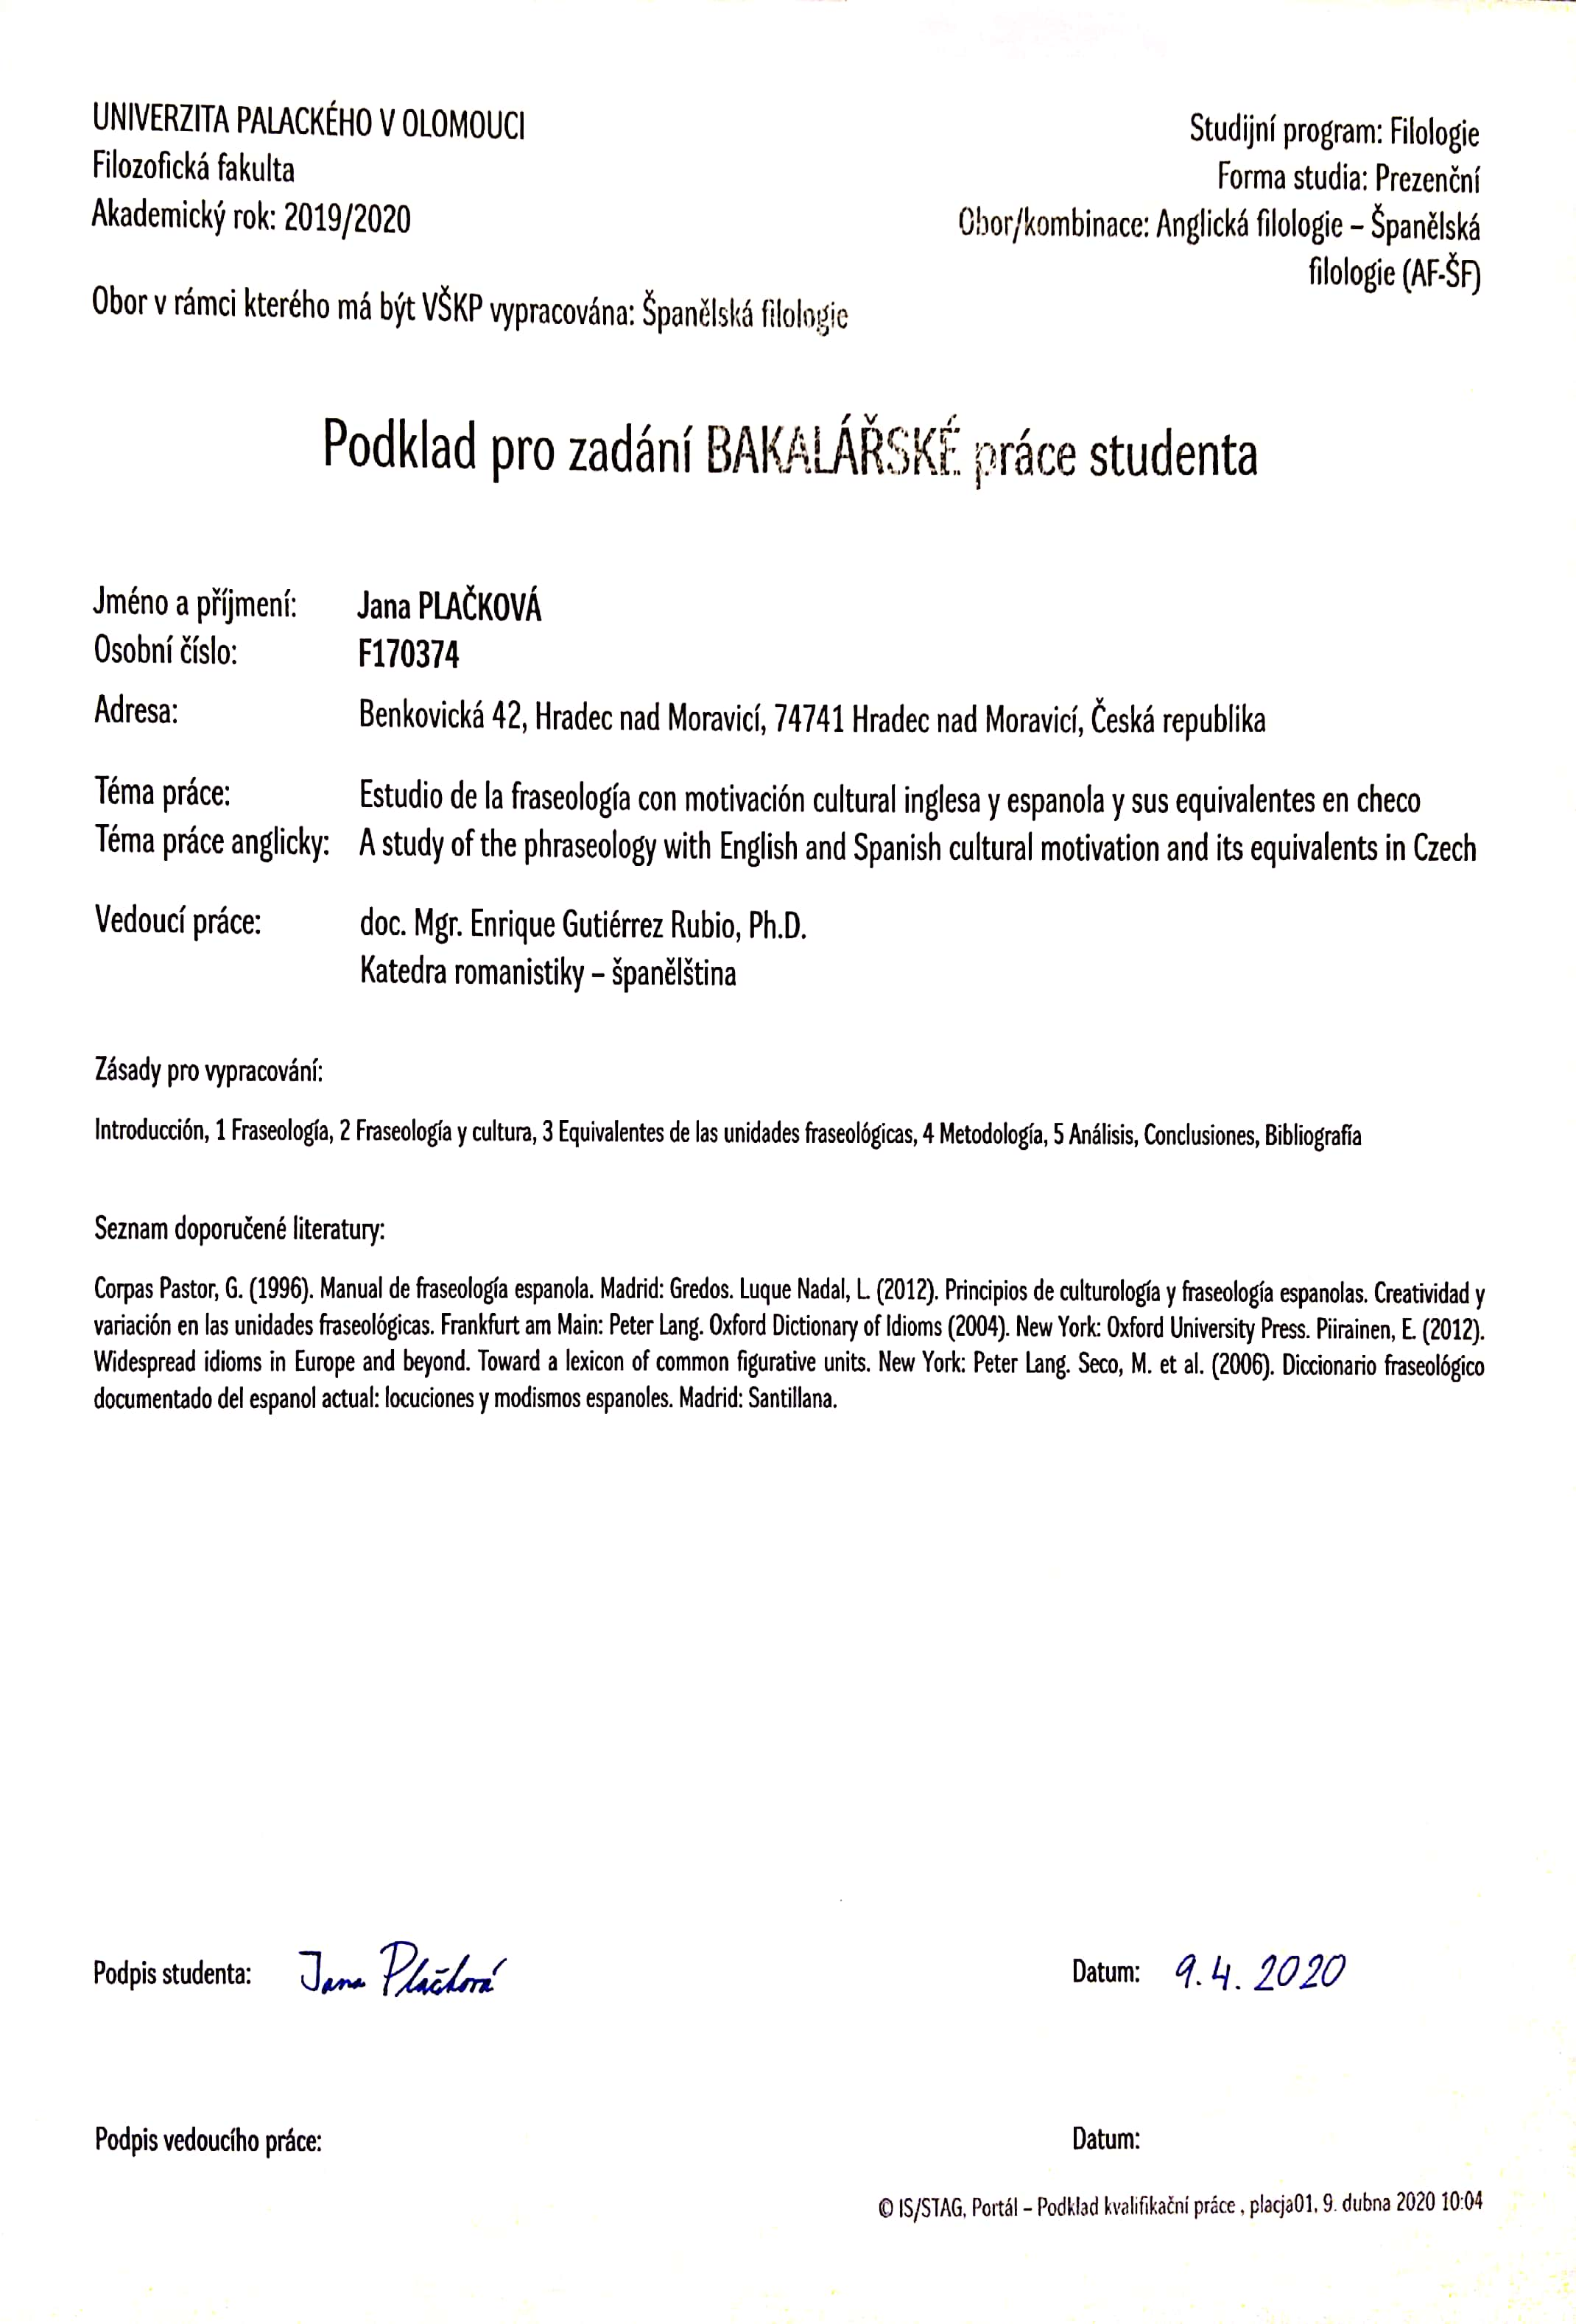 UNIVERZITA PALACKÉHO V OLOMOUCI
Filozofická fakulta
Akademický rok: 2019/2020
Studijní program: Filologie
Forma studia: Prezenční
Obor/kombinace: Anglická filologie – Španělská
filologie (AF-ŠF)
Obor v rámci kterého má být VŠKP vypracována: Španělská filologie
Podklad pro zadání BAKALÁŘSKÉ práce studenta
Jméno a příjmení: Jana PLAČKOVÁ
Osobní číslo: F170374
Adresa: Benkovická 42, Hradec nad Moravicí, 74741 Hradec nad Moravicí, Česká republika
Téma práce: Estudio de la fraseología con motivación cultural inglesa y espanola y sus equivalentes en checo
Téma práce anglicky: A study of the phraseology with English and Spanish cultural motivation and its equivalents in Czech
Vedoucí práce: doc. Mgr. Enrique Gutiérrez Rubio, Ph.D.
Katedra romanistiky – španělština
Zásady pro vypracování:
Introducción, 1 Fraseología, 2 Fraseología y cultura, 3 Equivalentes de las unidades fraseológicas, 4 Metodología, 5 Análisis, Conclusiones, Bibliografía
Seznam doporučené literatury:
Corpas Pastor, G. (1996). Manual de fraseología espanola. Madrid: Gredos. Luque Nadal, L. (2012). Principios de culturología y fraseología espanolas. Creatividad y
variación en las unidades fraseológicas. Frankfurt am Main: Peter Lang. Oxford Dictionary of Idioms (2004). New York: Oxford University Press. Piirainen, E. (2012).
Widespread idioms in Europe and beyond. Toward a lexicon of common figurative units. New York: Peter Lang. Seco, M. et al. (2006). Diccionario fraseológico
documentado del espanol actual: locuciones y modismos espanoles. Madrid: Santillana.
Podpis studenta: Jana Plačková
Datum: 9. 4. 2020
Podpis vedoucího práce:
Datum:
© IS/STAG, Portál – Podklad kvalifikační práce , placja01, 9. dubna 2020 10:04